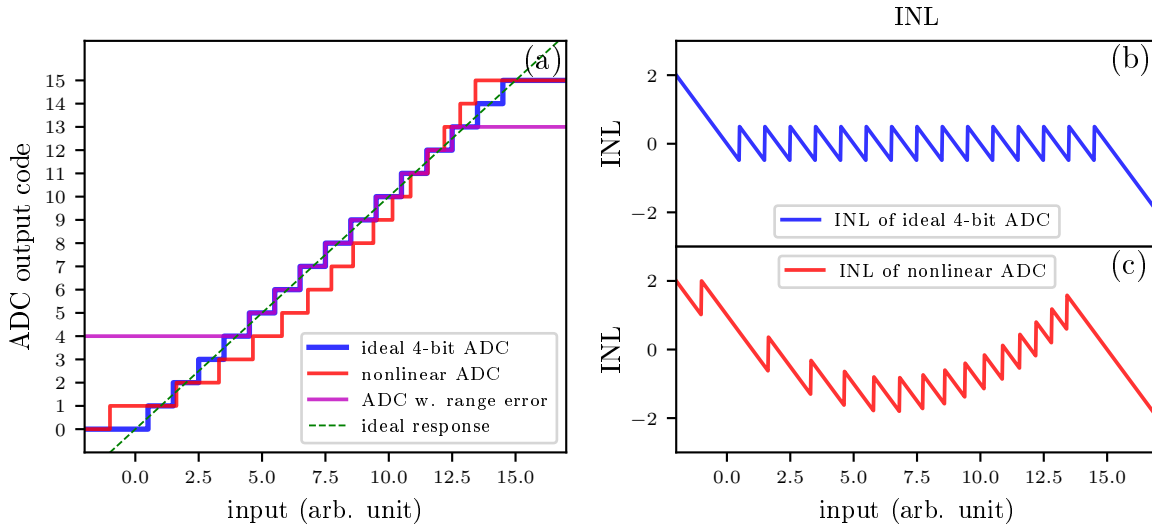 (a)
ADC output code
15
14
13
12
11
10
9
8
7
6
5
4
3
2
1
0
ideal 4-bit ADC
nonlinear ADC
ADC w. range error
ideal response
0.0 2.5 5.0 7.5 10.0 12.5 15.0
input (arb. unit)
INL
(b)
INL
2
0
−2
INL of ideal 4-bit ADC
(c)
INL
2
0
−2
INL of nonlinear ADC
0.0 2.5 5.0 7.5 10.0 12.5 15.0
input (arb. unit)